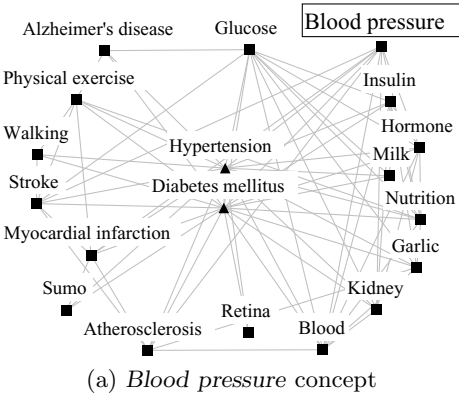 Alzheimer's disease
Glucose
Blood pressure
Physical exercise
Insulin
Walking
Hypertension
Hormone
Milk
Stroke
Diabetes mellitus
Nutrition
Myocardial infarction
Garlic
Sumo
Kidney
Atherosclerosis
Retina
Blood
(a) Blood pressure concept